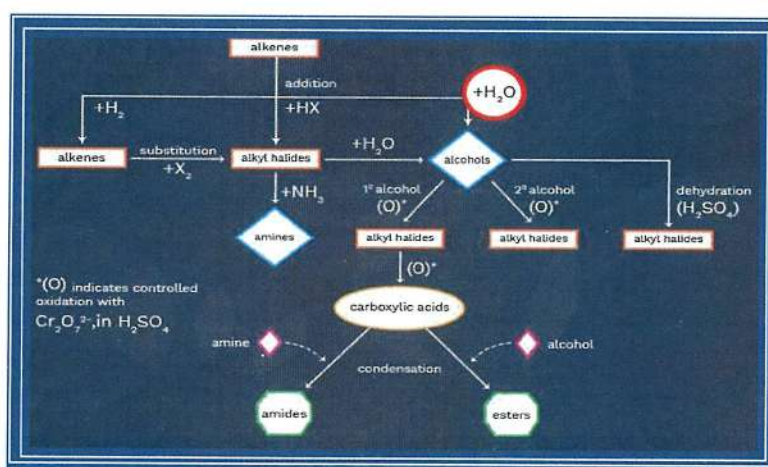 alkenes
addition
+H₂O
+H₂
+HX
alkenes
substitution
+X₂
alkyl halides
+H₂O
alcohols
+NH₃
1º alcohol
(O)*
2º alcohol
(O)*
dehydration
(H₂SO₄)
amines
alkyl halides
alkyl halides
alkyl halides
(O)*
*(O) indicates controlled
oxidation with
Cr₂O₇²⁻,in H₂SO₄
carboxylic acids
amine
alcohol
condensation
amides
esters